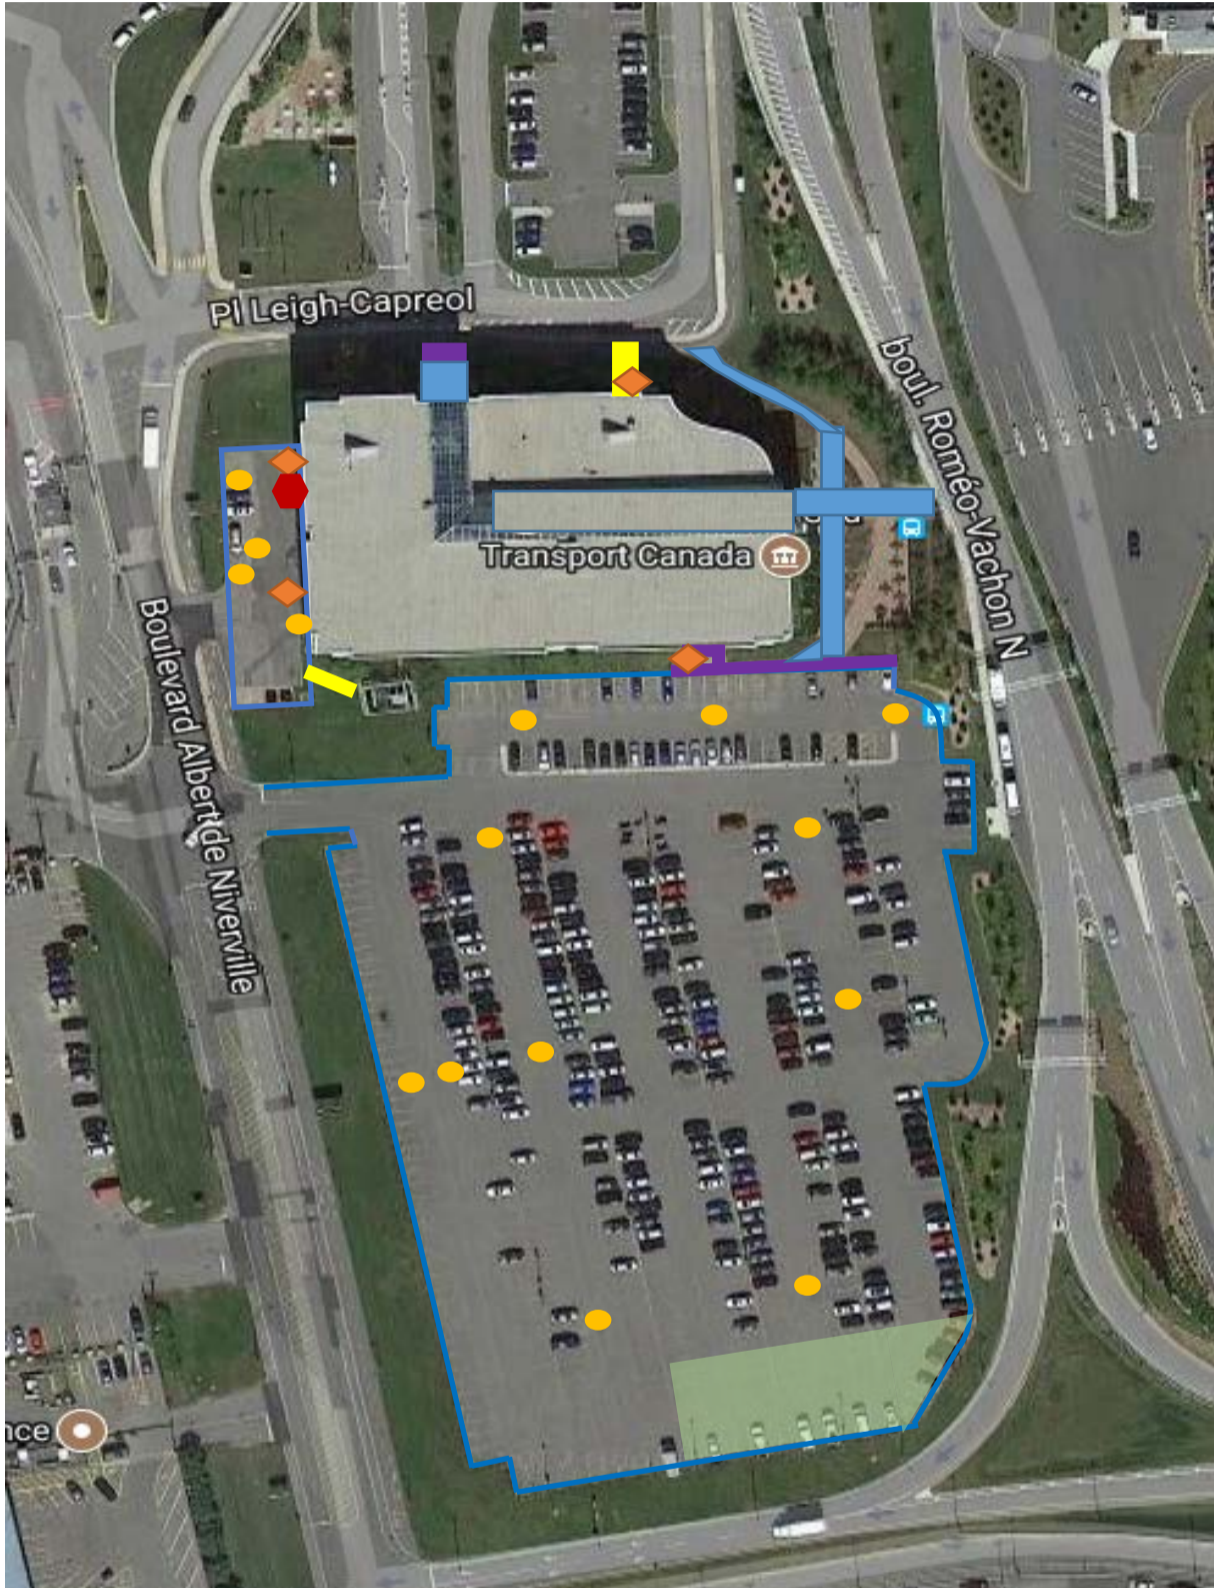 Pl Leigh-Capreol
boul. Roméo-Vachon N
Transport Canada
Boulevard Albert de Niverville
nce